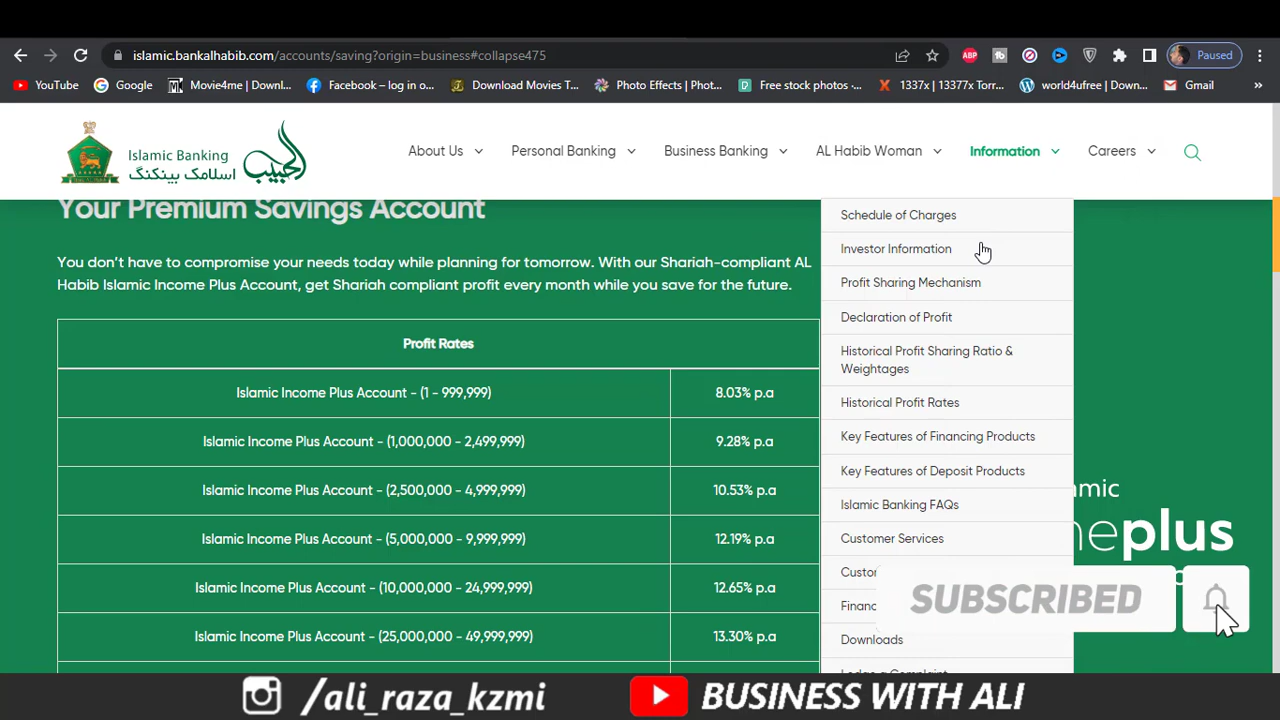 islamic.bankalhabib.com/accounts/saving?origin=business#collapse475
ABP
Paused
YouTube
Google
Movie4me | Downl...
Facebook – log in o...
Download Movies T...
Photo Effects | Phot...
Free stock photos ·...
1337x | 13377x Torr...
world4ufree | Down...
Gmail
»
Islamic Banking
اسلامک بینکنگ
الحبیب
About Us
Personal Banking
Business Banking
AL Habib Woman
Information
Careers
Your Premium Savings Account
You don't have to compromise your needs today while planning for tomorrow. With our Shariah-compliant AL
Habib Islamic Income Plus Account, get Shariah compliant profit every month while you save for the future.
Profit Rates
Islamic Income Plus Account - (1 - 999,999) 8.03% p.a
Islamic Income Plus Account - (1,000,000 - 2,499,999) 9.28% p.a
Islamic Income Plus Account - (2,500,000 - 4,999,999) 10.53% p.a
Islamic Income Plus Account - (5,000,000 - 9,999,999) 12.19% p.a
Islamic Income Plus Account - (10,000,000 - 24,999,999) 12.65% p.a
Islamic Income Plus Account - (25,000,000 - 49,999,999) 13.30% p.a
Schedule of Charges
Investor Information
Profit Sharing Mechanism
Declaration of Profit
Historical Profit Sharing Ratio &
Weightages
Historical Profit Rates
Key Features of Financing Products
Key Features of Deposit Products
Islamic Banking FAQs
Customer Services
Custo
Financ
Downloads
Lodge a Complaint
amic
meplus
SUBSCRIBED
/ali_raza_kzmi
BUSINESS WITH ALI